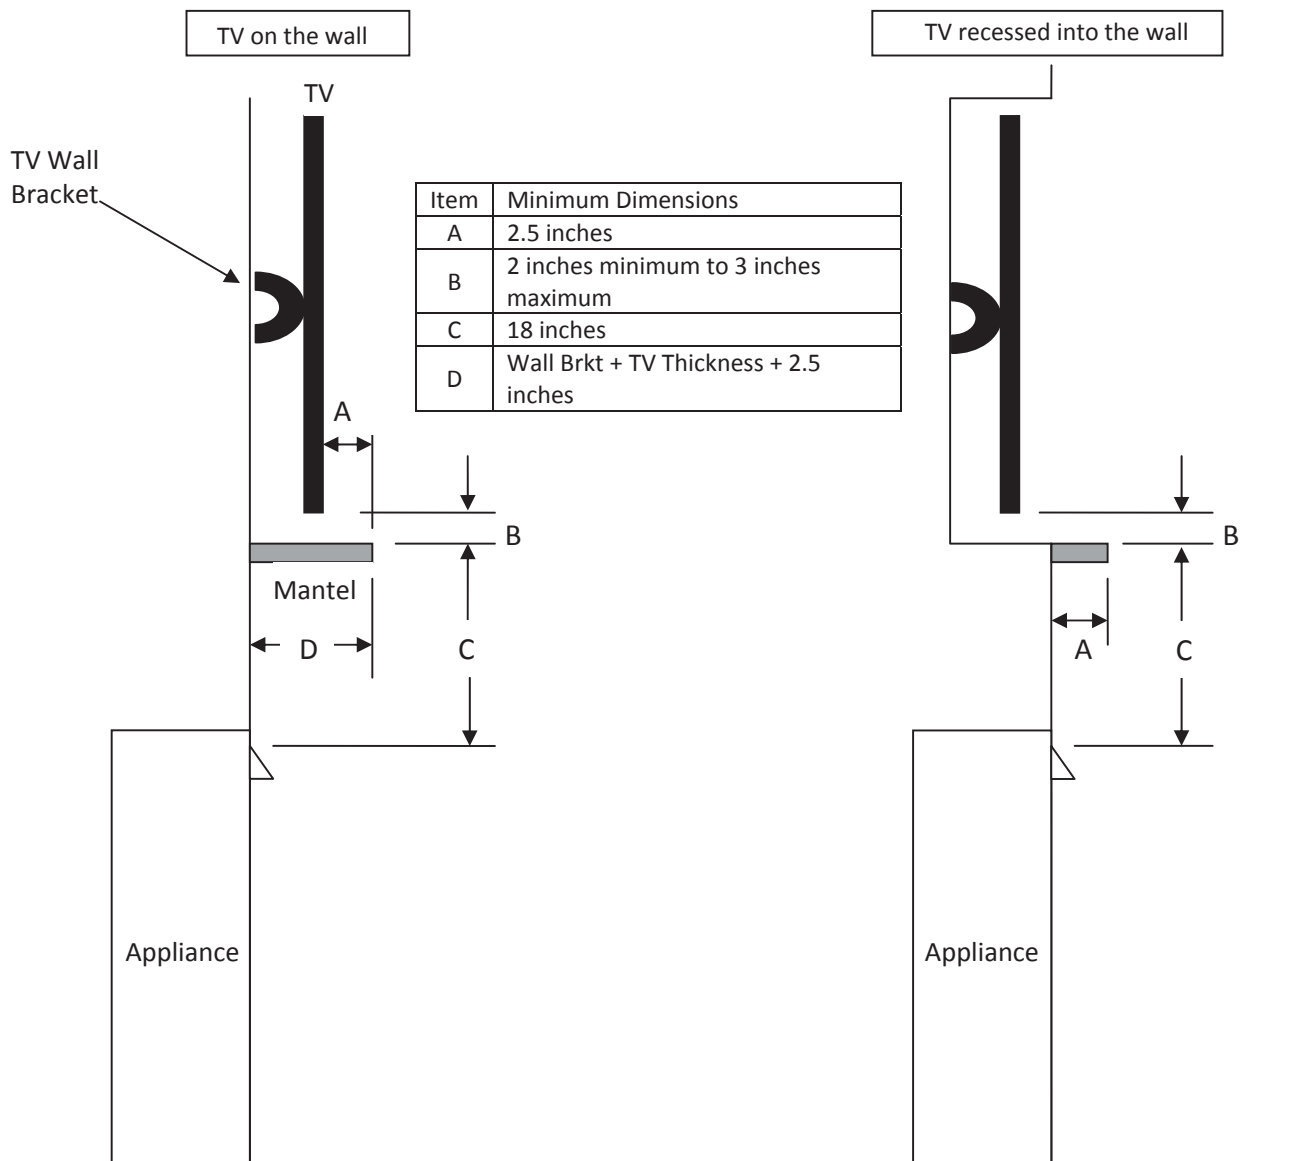 TV on the wall
TV recessed into the wall
TV
TV Wall
Bracket
Item Minimum Dimensions
A 2.5 inches
B 2 inches minimum to 3 inches
maximum
C 18 inches
D Wall Brkt + TV Thickness + 2.5
inches
A
B
B
Mantel
D
C
A
C
Appliance
Appliance